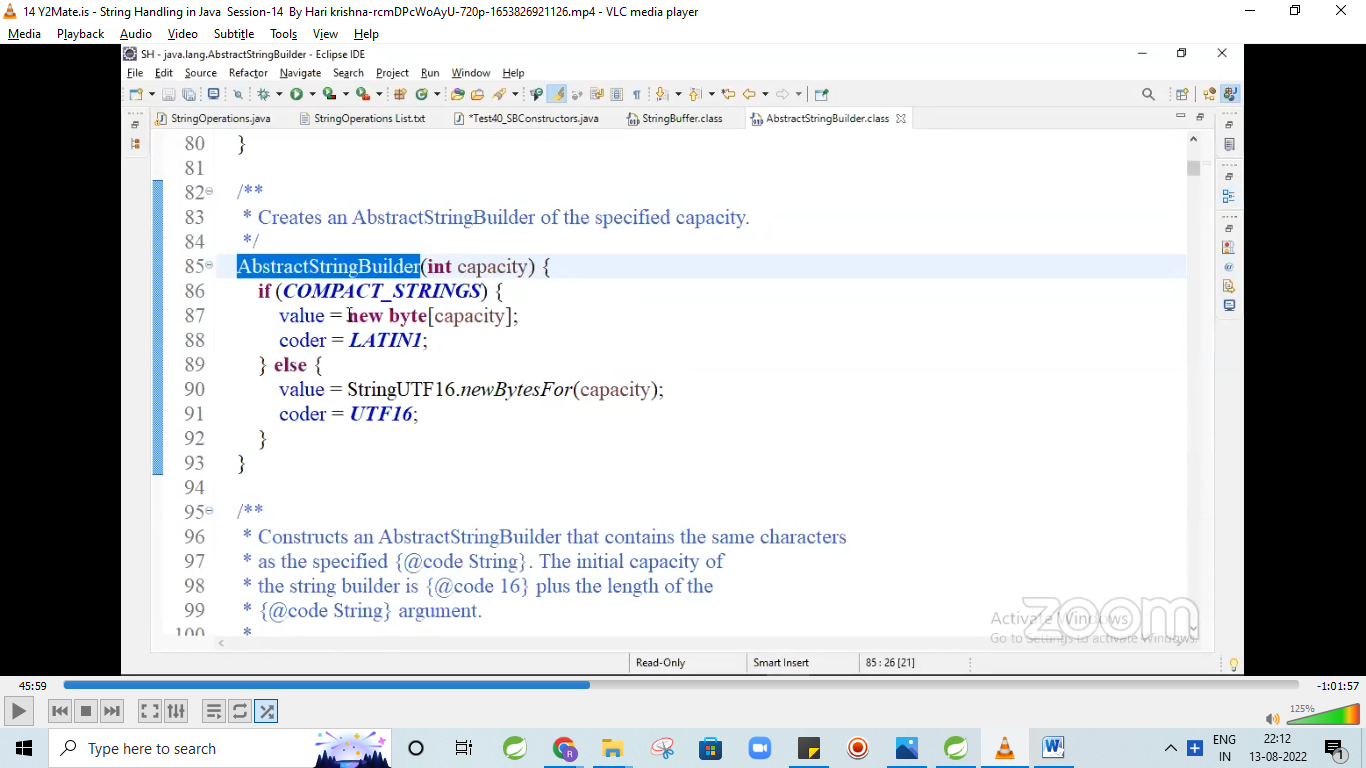 14 Y2Mate.is - String Handling in Java  Session-14  By Hari krishna-rcmDPcWoAyU-720p-1653826921126.mp4 - VLC media player
Media Playback Audio Video Subtitle Tools View Help
SH - java.lang.AbstractStringBuilder - Eclipse IDE
File Edit Source Refactor Navigate Search Project Run Window Help
StringOperations.java StringOperations List.txt *Test40_SBConstructors.java StringBuffer.class AbstractStringBuilder.class
80 }
81
82 /**
83 * Creates an AbstractStringBuilder of the specified capacity.
84 */
85 AbstractStringBuilder(int capacity) {
86 if (COMPACT_STRINGS) {
87 value = new byte[capacity];
88 coder = LATIN1;
89 } else {
90 value = StringUTF16.newBytesFor(capacity);
91 coder = UTF16;
92 }
93 }
94
95 /**
96 * Constructs an AbstractStringBuilder that contains the same characters
97 * as the specified {@code String}. The initial capacity of
98 * the string builder is {@code 16} plus the length of the
99 * {@code String} argument.
100 *
zoom
Activate Windows
Go to Settings to activate Windows.
Read-Only Smart Insert 85 : 26 [21]
45:59 -1:01:57
125%
Type here to search
ENG 22:12
IN 13-08-2022 1